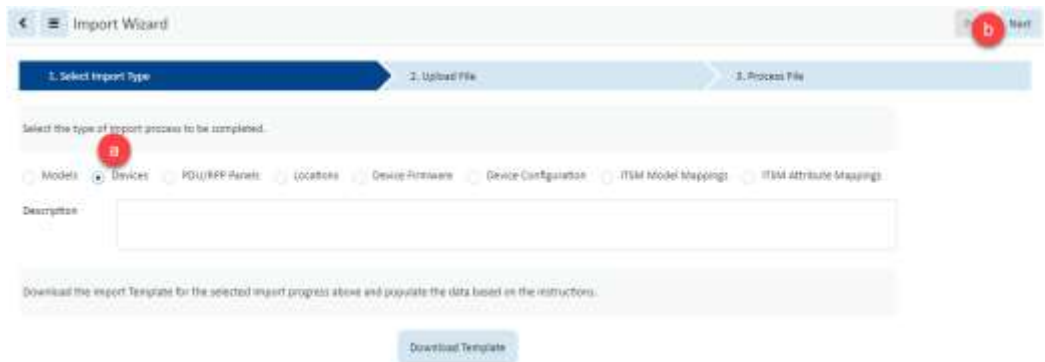 Import Wizard
b
Next
1. Select Import Type
2. Upload File
3. Process File
Select the type of import process to be completed.
a
Models Devices PDU/RPP Panels Locations Device Firmware Device Configuration ITSM Model Mappings ITSM Attribute Mappings
Description
Download the Import Template for the selected import progress above and populate the data based on the instructions.
Download Template